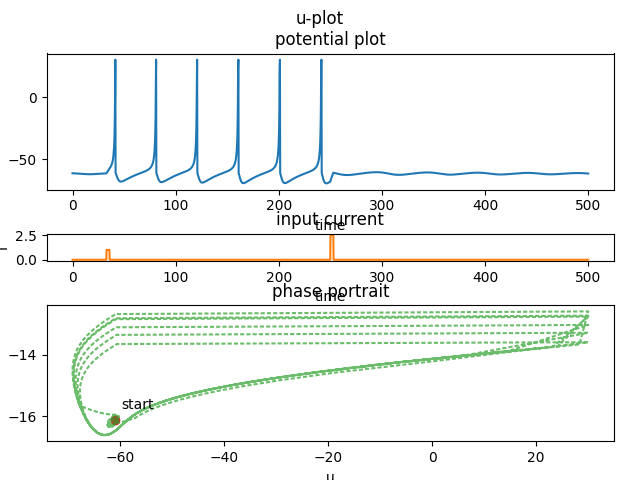 u-plot
potential plot
0
−50
0 100 200 300 400 500
time
input current
2.5
0.0
0 100 200 300 400 500
time
phase portrait
−14
−16
start
−60 −40 −20 0 20
u